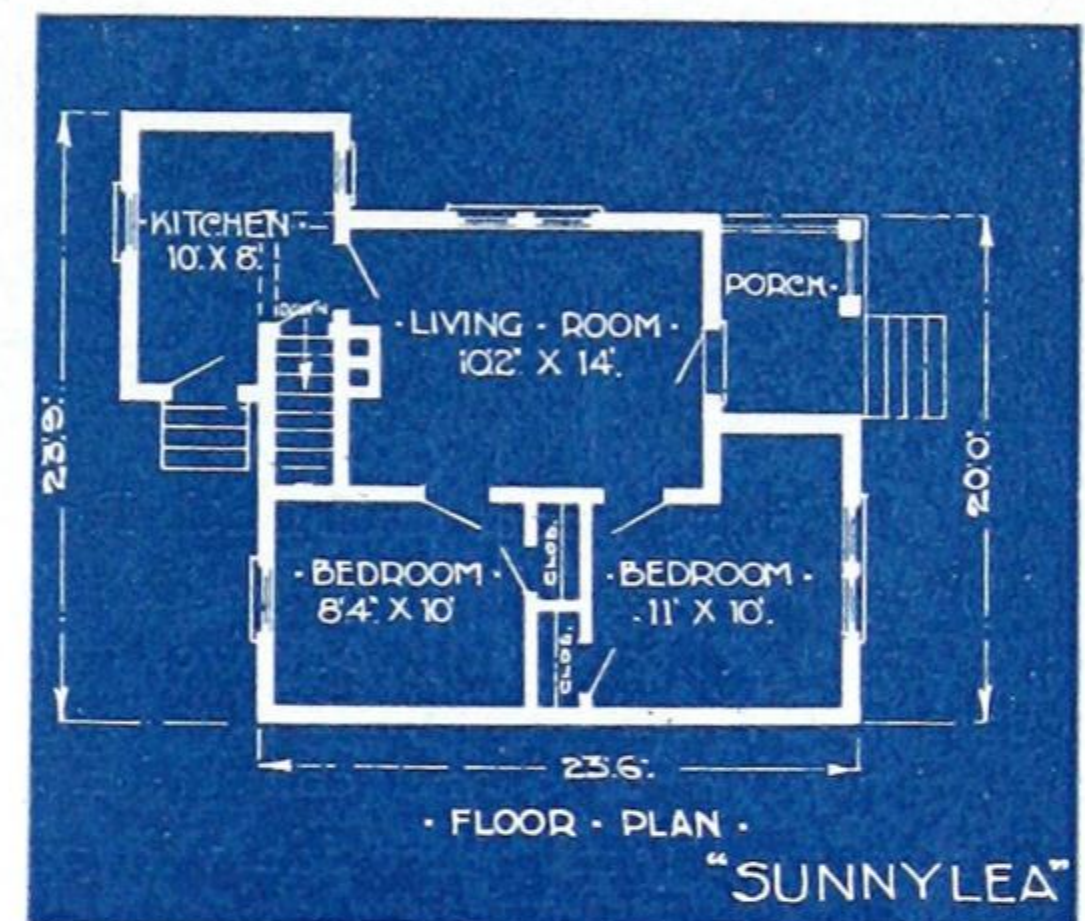 · KITCHEN ·
10' X 8'
DOWN
· LIVING · ROOM ·
10'2" X 14'.
PORCH ·
23'9"
20'0"
· BEDROOM ·
8'4" X 10'
CLOS.
CLOS.
· BEDROOM ·
· 11' X 10'.
23'6"
· FLOOR · PLAN ·
"SUNNYLEA"